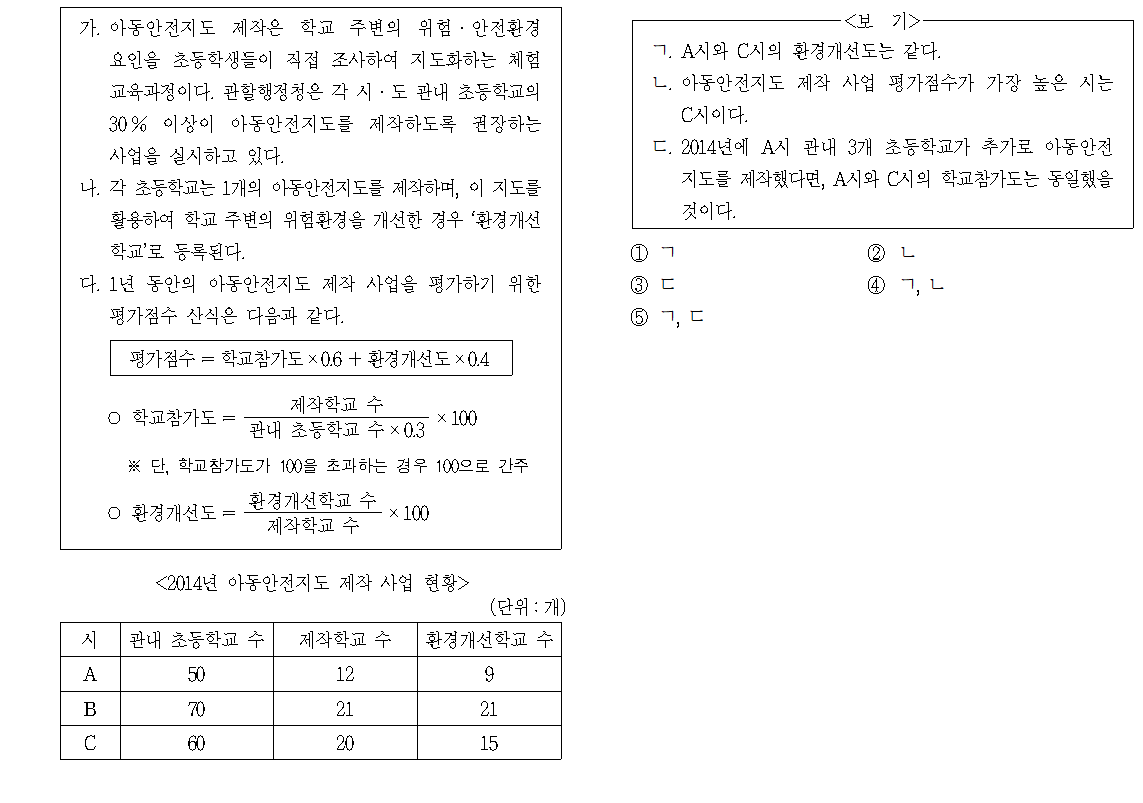 가. 아동안전지도 제작은 학교 주변의 위험·안전환경
요인을 초등학생들이 직접 조사하여 지도화하는 체험
교육과정이다. 관할행정청은 각 시·도 관내 초등학교의
30% 이상이 아동안전지도를 제작하도록 권장하는
사업을 실시하고 있다.
나. 각 초등학교는 1개의 아동안전지도를 제작하며, 이 지도를
활용하여 학교 주변의 위험환경을 개선한 경우 ‘환경개선
학교’로 등록된다.
다. 1년 동안의 아동안전지도 제작 사업을 평가하기 위한
평가점수 산식은 다음과 같다.
평가점수 = 학교참가도×0.6 + 환경개선도×0.4
○ 학교참가도 = 제작학교 수 / 관내 초등학교 수×0.3 ×100
※ 단, 학교참가도가 100을 초과하는 경우 100으로 간주
○ 환경개선도 = 환경개선학교 수 / 제작학교 수 ×100
<2014년 아동안전지도 제작 사업 현황>
(단위 : 개)
시 관내 초등학교 수 제작학교 수 환경개선학교 수
A 50 12 9
B 70 21 21
C 60 20 15
<보 기>
ㄱ. A시와 C시의 환경개선도는 같다.
ㄴ. 아동안전지도 제작 사업 평가점수가 가장 높은 시는
C시이다.
ㄷ. 2014년에 A시 관내 3개 초등학교가 추가로 아동안전
지도를 제작했다면, A시와 C시의 학교참가도는 동일했을
것이다.
① ㄱ ② ㄴ
③ ㄷ ④ ㄱ, ㄴ
⑤ ㄱ, ㄷ